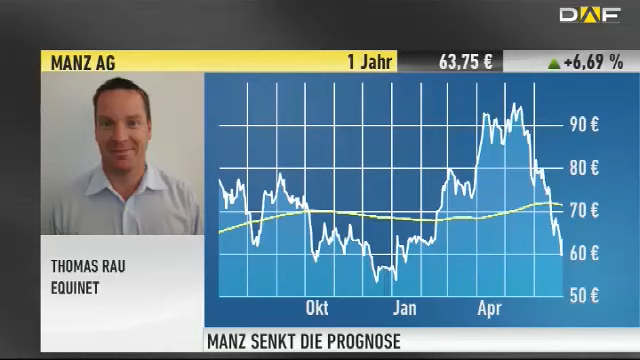 DAF
MANZ AG 1 Jahr 63,75 € +6,69 %
90 €
80 €
70 €
60 €
50 €
Okt Jan Apr
THOMAS RAU
EQUINET
MANZ SENKT DIE PROGNOSE